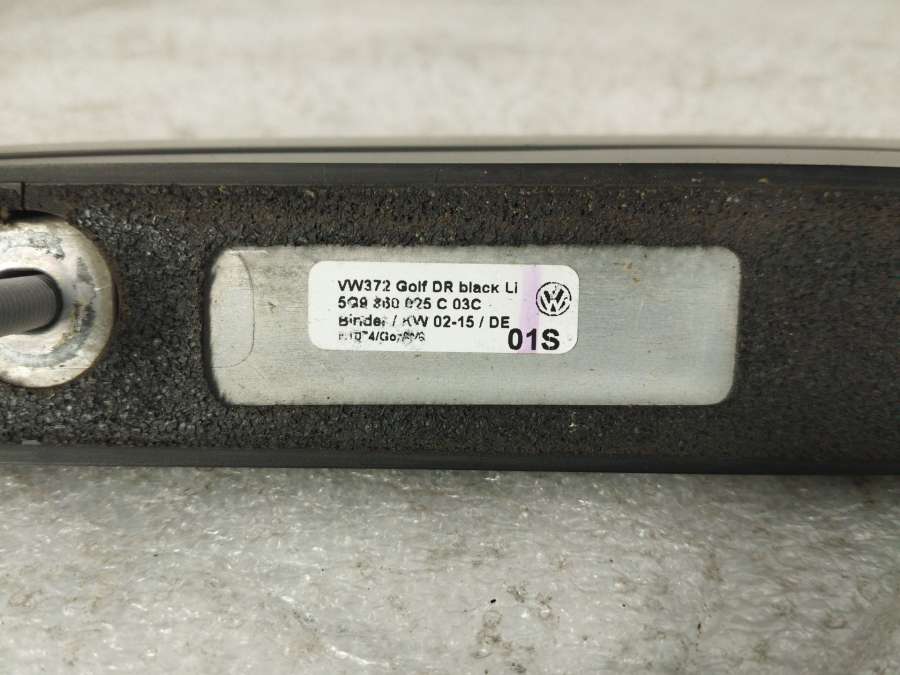 VW372 Golf DR black Li
5G9 860 025 C 03C
Binder / KW 02-15 / DE
01S